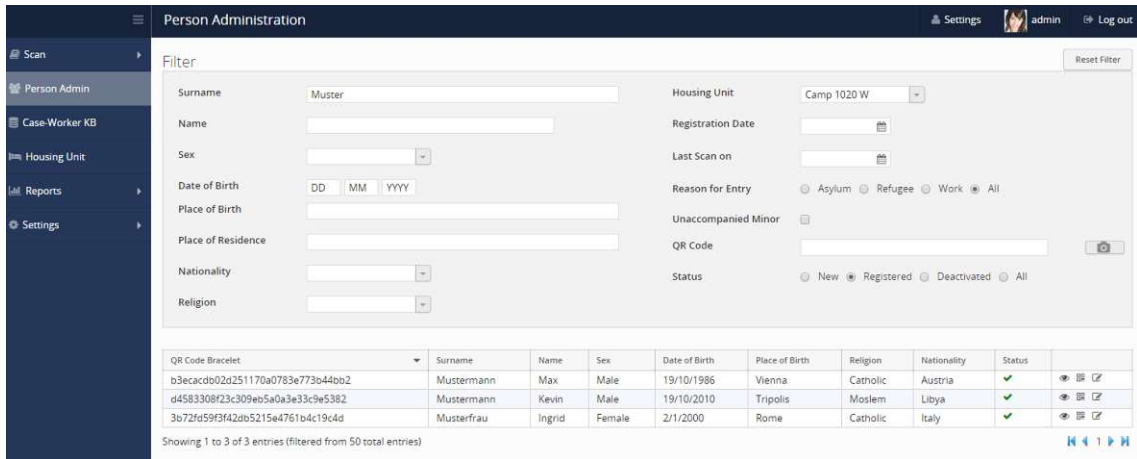 Person Administration
Settings admin Log out
Scan
Person Admin
Case-Worker KB
Housing Unit
Reports
Settings
Filter
Reset Filter
Surname Muster
Name
Sex
Date of Birth DD MM YYYY
Place of Birth
Place of Residence
Nationality
Religion
Housing Unit Camp 1020 W
Registration Date
Last Scan on
Reason for Entry Asylum Refugee Work All
Unaccompanied Minor
QR Code
Status New Registered Deactivated All
QR Code Bracelet Surname Name Sex Date of Birth Place of Birth Religion Nationality Status
b3ecacdb02d251170a0783e773b44bb2 Mustermann Max Male 19/10/1986 Vienna Catholic Austria
d4583308f23c309eb5a0a3e33c9e5382 Mustermann Kevin Male 19/10/2010 Tripolis Moslem Libya
3b72fd59f3f42db5215e4761b4c19c4d Musterfrau Ingrid Female 2/1/2000 Rome Catholic Italy
Showing 1 to 3 of 3 entries (filtered from 50 total entries)
1